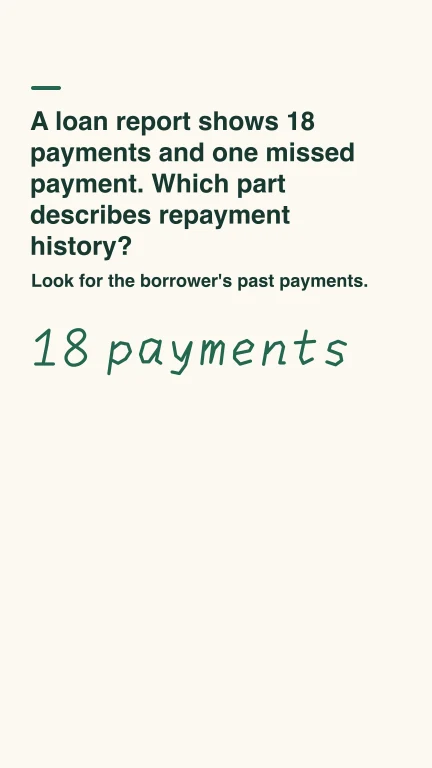 A loan report shows 18
payments and one missed
payment. Which part
describes repayment
history?
Look for the borrower's past payments.
18 payments